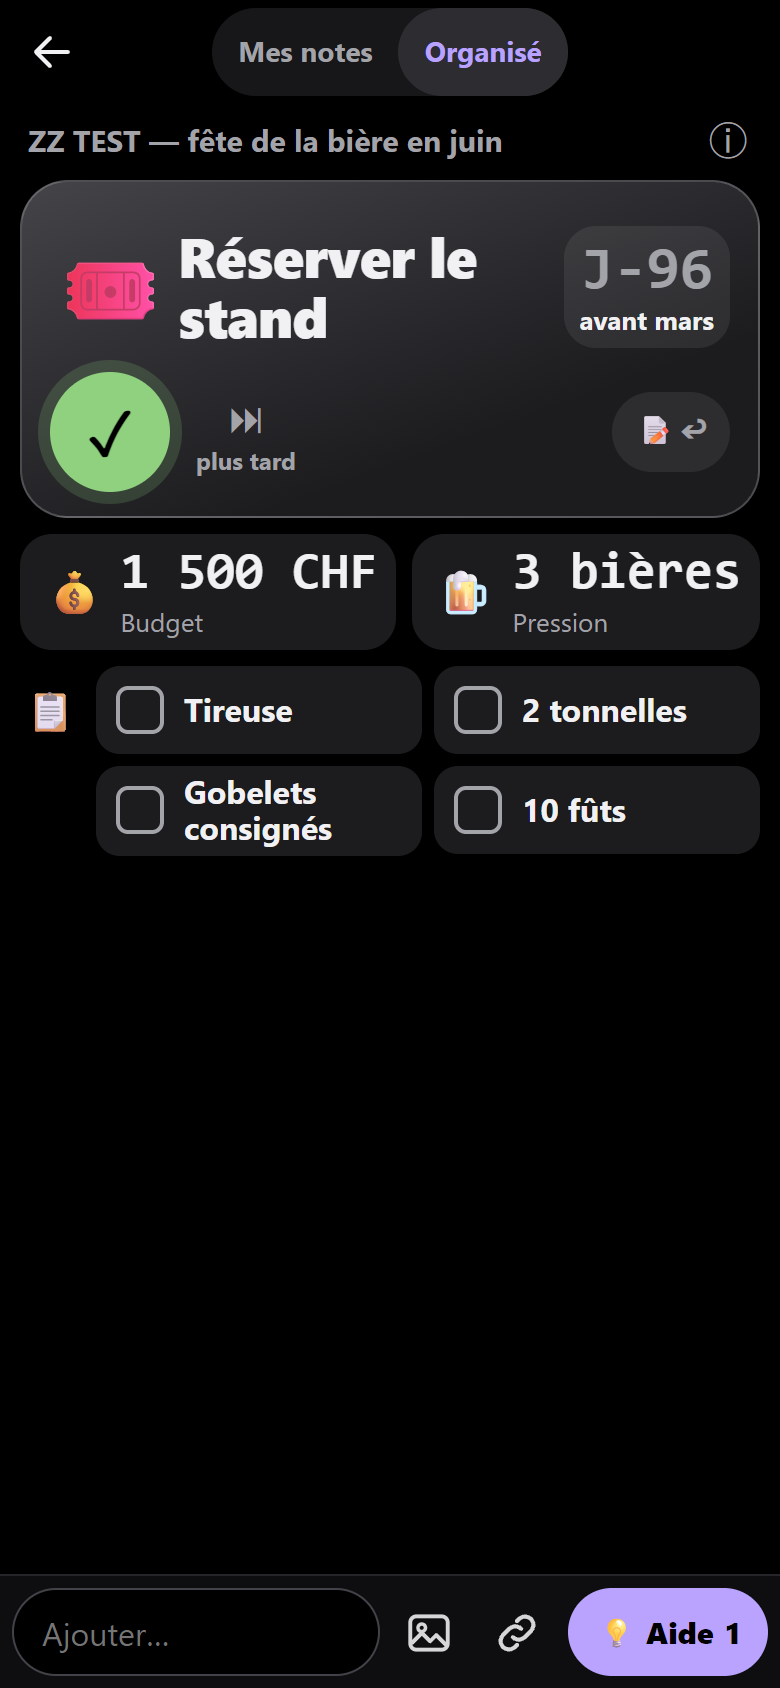 Mes notes
Organisé
ZZ TEST — fête de la bière en juin
Réserver le
stand
J-96
avant mars
plus tard
1 500 CHF
Budget
3 bières
Pression
Tireuse
2 tonnelles
Gobelets
consignés
10 fûts
Ajouter...
Aide 1